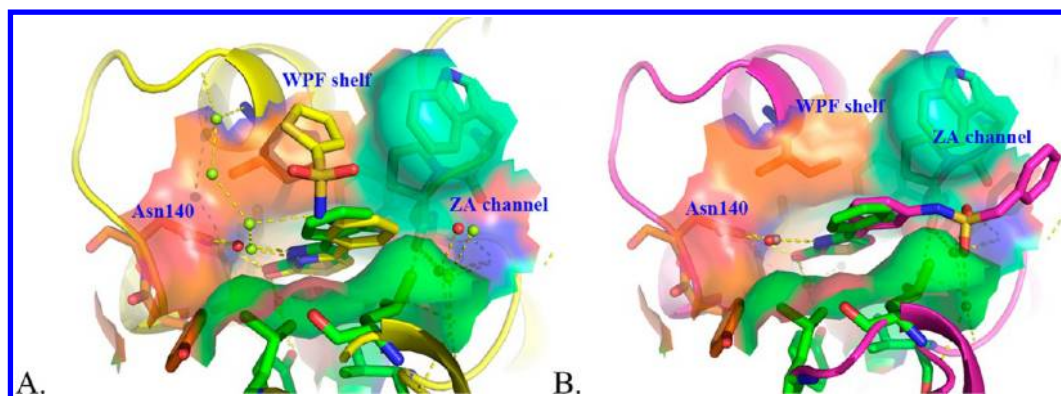 WPF shelf
Asn140
ZA channel
A.
WPF shelf
ZA channel
Asn140
B.